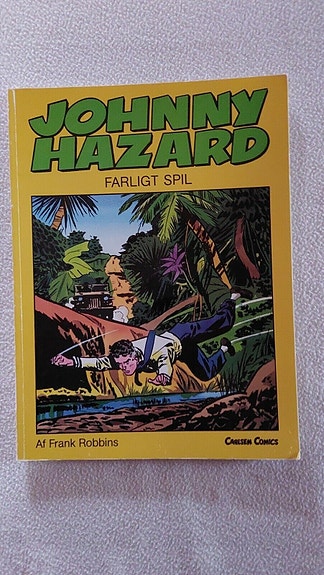 JOHNNY
HAZARD
FARLIGT SPIL
Af Frank Robbins
CARLSEN COMICS